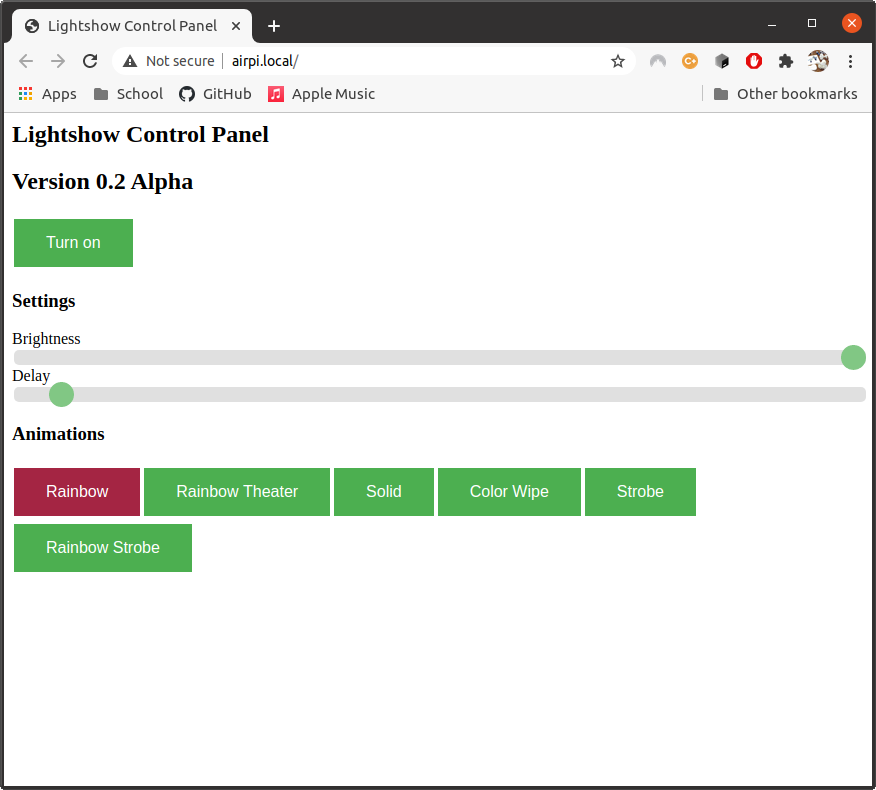 Lightshow Control Panel
Not secure airpi.local/
Apps School GitHub Apple Music Other bookmarks
Lightshow Control Panel
Version 0.2 Alpha
Turn on
Settings
Brightness
Delay
Animations
Rainbow Rainbow Theater Solid Color Wipe Strobe
Rainbow Strobe